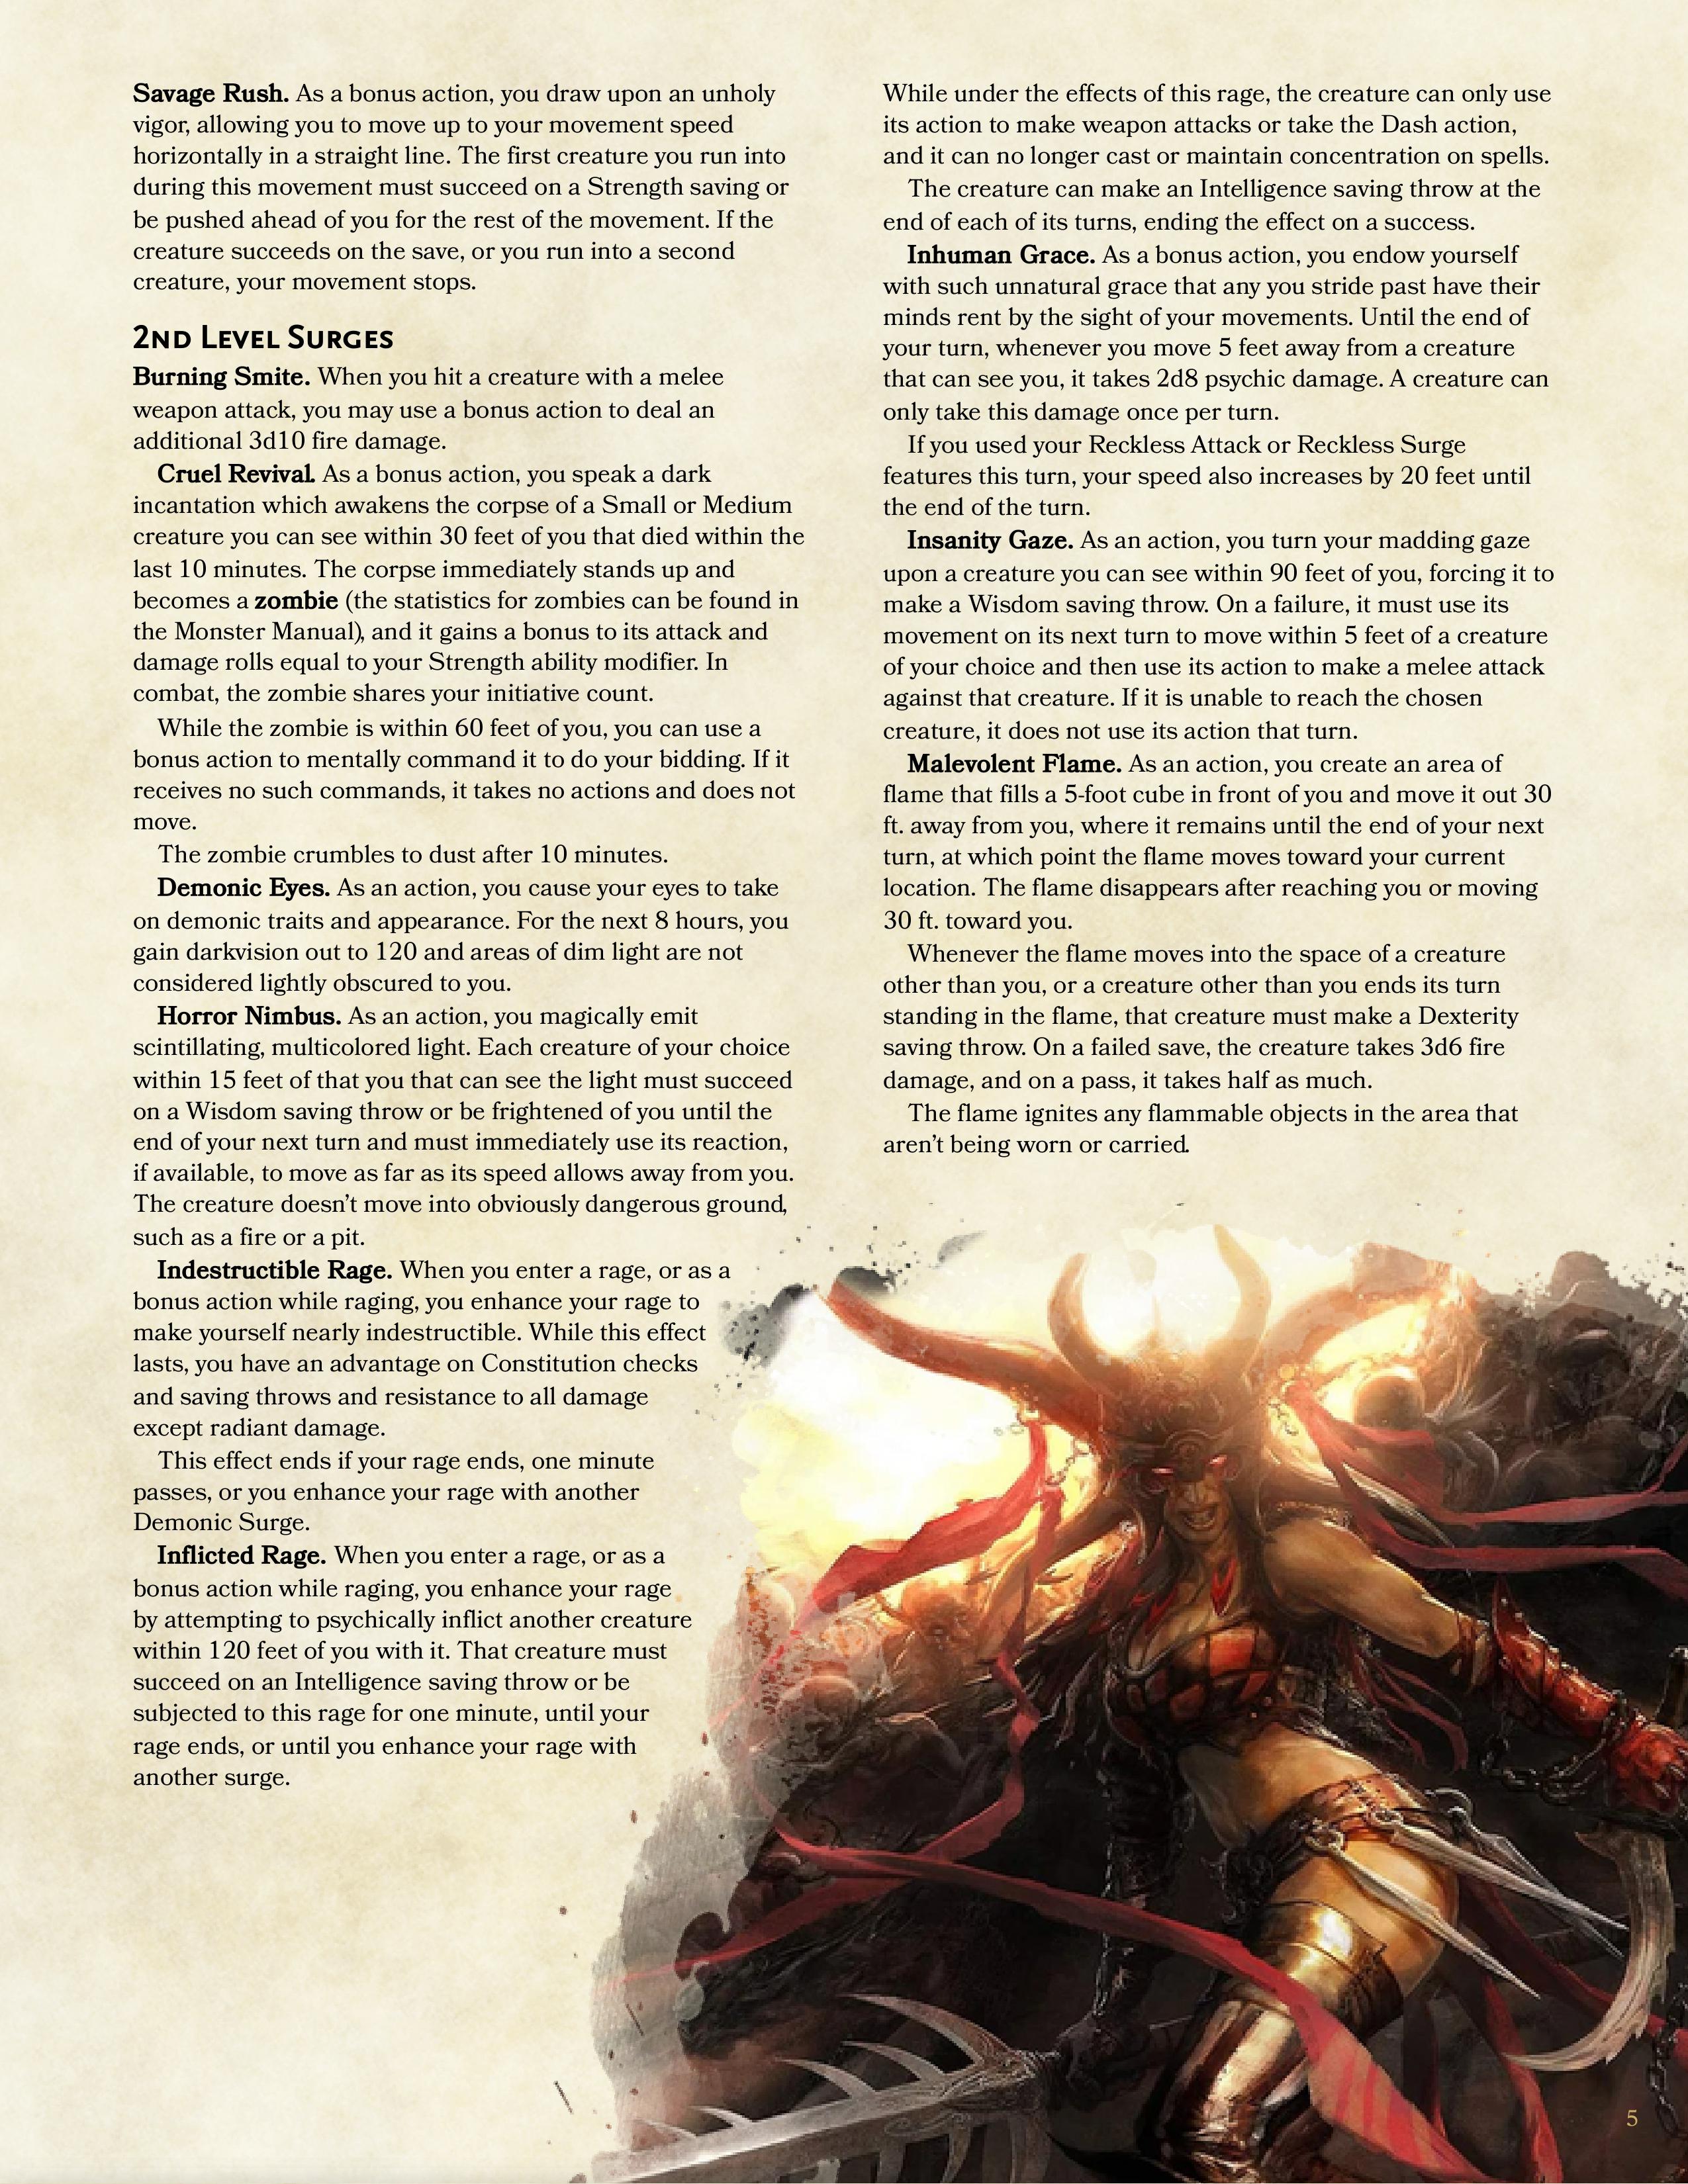 Savage Rush. As a bonus action, you draw upon an unholy
vigor, allowing you to move up to your movement speed
horizontally in a straight line. The first creature you run into
during this movement must succeed on a Strength saving or
be pushed ahead of you for the rest of the movement. If the
creature succeeds on the save, or you run into a second
creature, your movement stops.
2nd Level Surges
Burning Smite. When you hit a creature with a melee
weapon attack, you may use a bonus action to deal an
additional 3d10 fire damage.
Cruel Revival. As a bonus action, you speak a dark
incantation which awakens the corpse of a Small or Medium
creature you can see within 30 feet of you that died within the
last 10 minutes. The corpse immediately stands up and
becomes a zombie (the statistics for zombies can be found in
the Monster Manual), and it gains a bonus to its attack and
damage rolls equal to your Strength ability modifier. In
combat, the zombie shares your initiative count.
While the zombie is within 60 feet of you, you can use a
bonus action to mentally command it to do your bidding. If it
receives no such commands, it takes no actions and does not
move.
The zombie crumbles to dust after 10 minutes.
Demonic Eyes. As an action, you cause your eyes to take
on demonic traits and appearance. For the next 8 hours, you
gain darkvision out to 120 and areas of dim light are not
considered lightly obscured to you.
Horror Nimbus. As an action, you magically emit
scintillating, multicolored light. Each creature of your choice
within 15 feet of that you that can see the light must succeed
on a Wisdom saving throw or be frightened of you until the
end of your next turn and must immediately use its reaction,
if available, to move as far as its speed allows away from you.
The creature doesn't move into obviously dangerous ground,
such as a fire or a pit.
Indestructible Rage. When you enter a rage, or as a
bonus action while raging, you enhance your rage to
make yourself nearly indestructible. While this effect
lasts, you have an advantage on Constitution checks
and saving throws and resistance to all damage
except radiant damage.
This effect ends if your rage ends, one minute
passes, or you enhance your rage with another
Demonic Surge.
Inflicted Rage. When you enter a rage, or as a
bonus action while raging, you enhance your rage
by attempting to psychically inflict another creature
within 120 feet of you with it. That creature must
succeed on an Intelligence saving throw or be
subjected to this rage for one minute, until your
rage ends, or until you enhance your rage with
another surge.
While under the effects of this rage, the creature can only use
its action to make weapon attacks or take the Dash action,
and it can no longer cast or maintain concentration on spells.
The creature can make an Intelligence saving throw at the
end of each of its turns, ending the effect on a success.
Inhuman Grace. As a bonus action, you endow yourself
with such unnatural grace that any you stride past have their
minds rent by the sight of your movements. Until the end of
your turn, whenever you move 5 feet away from a creature
that can see you, it takes 2d8 psychic damage. A creature can
only take this damage once per turn.
If you used your Reckless Attack or Reckless Surge
features this turn, your speed also increases by 20 feet until
the end of the turn.
Insanity Gaze. As an action, you turn your madding gaze
upon a creature you can see within 90 feet of you, forcing it to
make a Wisdom saving throw. On a failure, it must use its
movement on its next turn to move within 5 feet of a creature
of your choice and then use its action to make a melee attack
against that creature. If it is unable to reach the chosen
creature, it does not use its action that turn.
Malevolent Flame. As an action, you create an area of
flame that fills a 5-foot cube in front of you and move it out 30
ft. away from you, where it remains until the end of your next
turn, at which point the flame moves toward your current
location. The flame disappears after reaching you or moving
30 ft. toward you.
Whenever the flame moves into the space of a creature
other than you, or a creature other than you ends its turn
standing in the flame, that creature must make a Dexterity
saving throw. On a failed save, the creature takes 3d6 fire
damage, and on a pass, it takes half as much.
The flame ignites any flammable objects in the area that
aren't being worn or carried.
5